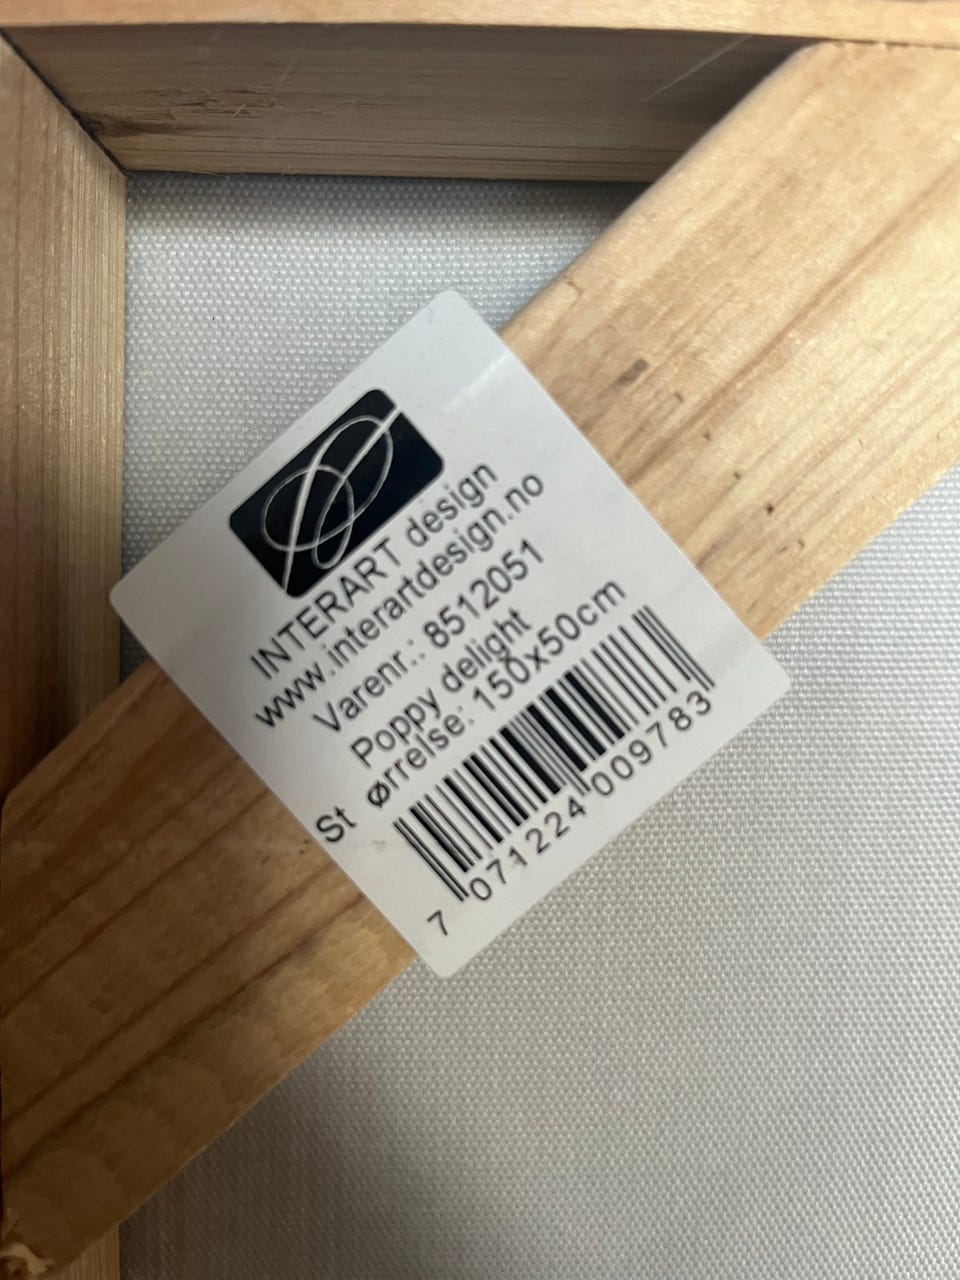 INTERART design
www.interartdesign.no
Varenr.: 8512051
Poppy delight
St ørrelse: 150x50cm
7 071224 009783